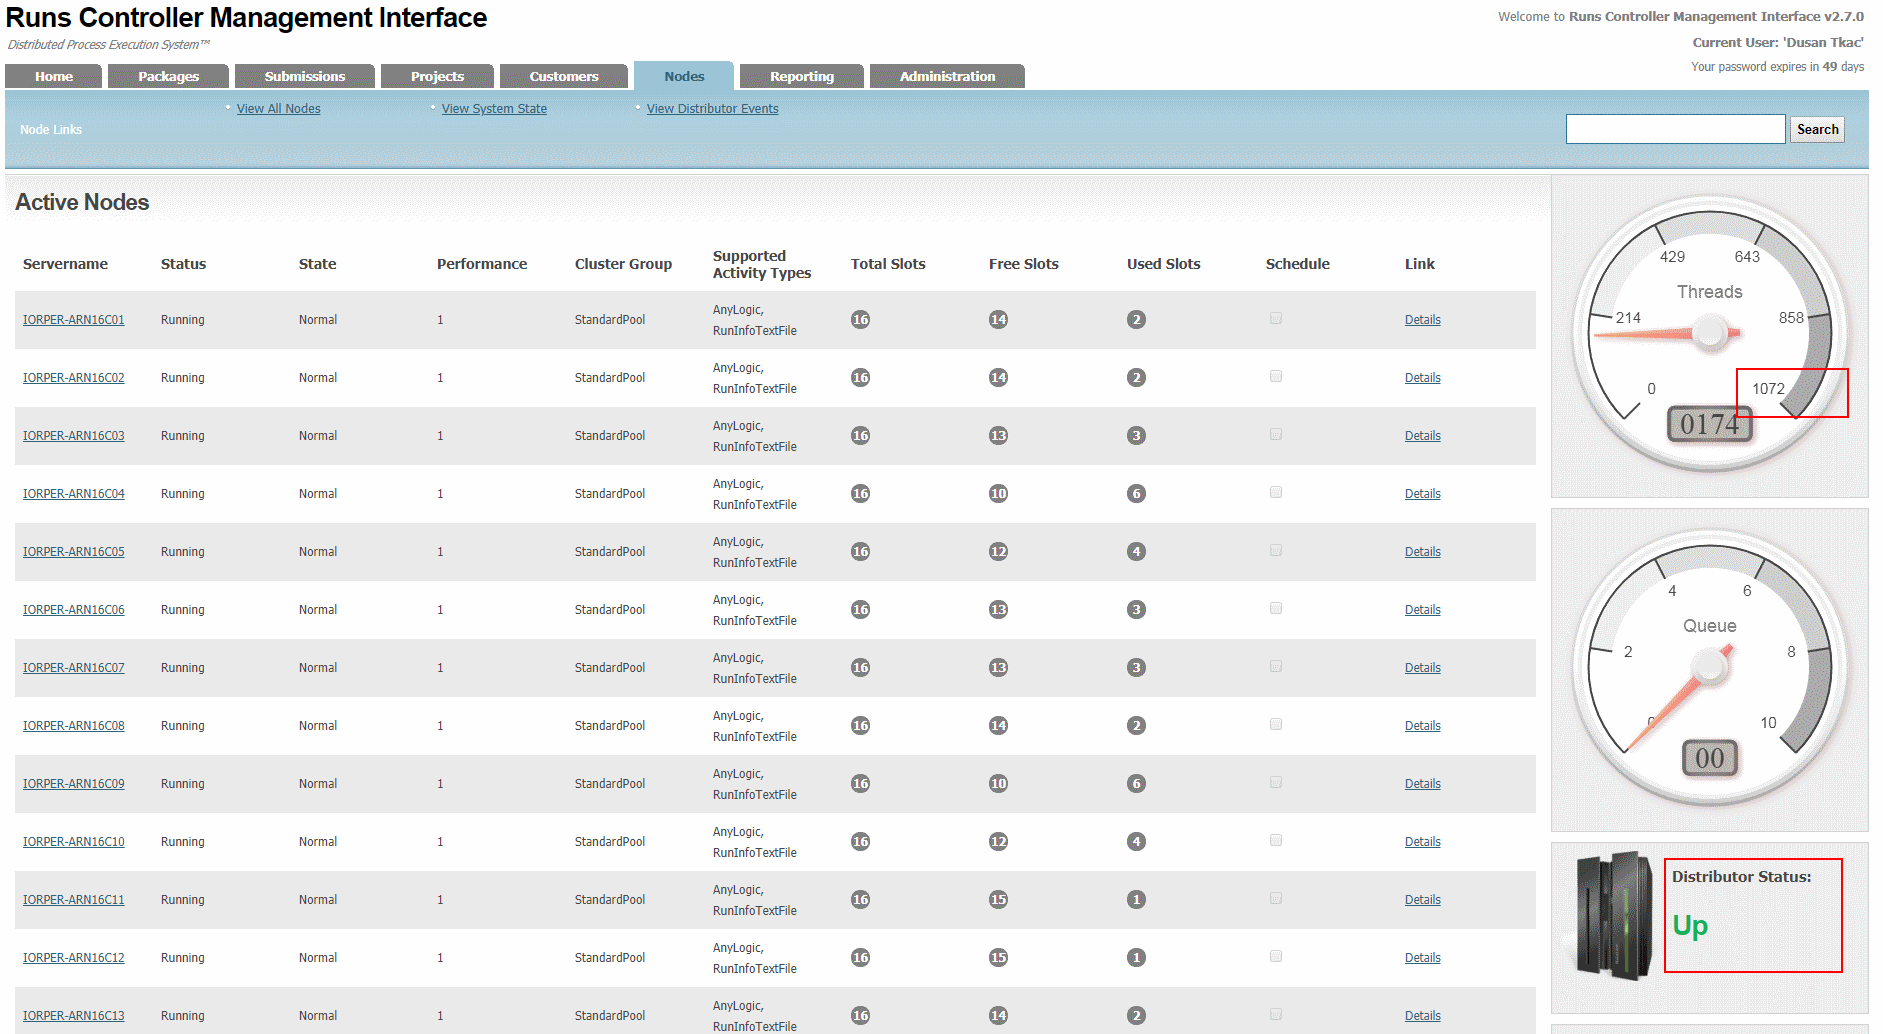 Runs Controller Management Interface
Distributed Process Execution System™
Welcome to Runs Controller Management Interface v2.7.0
Current User: 'Dusan Tkac'
Your password expires in 49 days
Home Packages Submissions Projects Customers Nodes Reporting Administration
Node Links
View All Nodes View System State View Distributor Events
Search
Active Nodes
Servername Status State Performance Cluster Group Supported Activity Types Total Slots Free Slots Used Slots Schedule Link
IORPER-ARN16C01 Running Normal 1 StandardPool AnyLogic, RunInfoTextFile 16 14 2 Details
IORPER-ARN16C02 Running Normal 1 StandardPool AnyLogic, RunInfoTextFile 16 14 2 Details
IORPER-ARN16C03 Running Normal 1 StandardPool AnyLogic, RunInfoTextFile 16 13 3 Details
IORPER-ARN16C04 Running Normal 1 StandardPool AnyLogic, RunInfoTextFile 16 10 6 Details
IORPER-ARN16C05 Running Normal 1 StandardPool AnyLogic, RunInfoTextFile 16 12 4 Details
IORPER-ARN16C06 Running Normal 1 StandardPool AnyLogic, RunInfoTextFile 16 13 3 Details
IORPER-ARN16C07 Running Normal 1 StandardPool AnyLogic, RunInfoTextFile 16 13 3 Details
IORPER-ARN16C08 Running Normal 1 StandardPool AnyLogic, RunInfoTextFile 16 14 2 Details
IORPER-ARN16C09 Running Normal 1 StandardPool AnyLogic, RunInfoTextFile 16 10 6 Details
IORPER-ARN16C10 Running Normal 1 StandardPool AnyLogic, RunInfoTextFile 16 12 4 Details
IORPER-ARN16C11 Running Normal 1 StandardPool AnyLogic, RunInfoTextFile 16 15 1 Details
IORPER-ARN16C12 Running Normal 1 StandardPool AnyLogic, RunInfoTextFile 16 15 1 Details
IORPER-ARN16C13 Running Normal 1 StandardPool AnyLogic, RunInfoTextFile 16 14 2 Details
429 643
Threads
214 858
0 1072
0174
4 6
Queue
2 8
0 10
00
Distributor Status:
Up